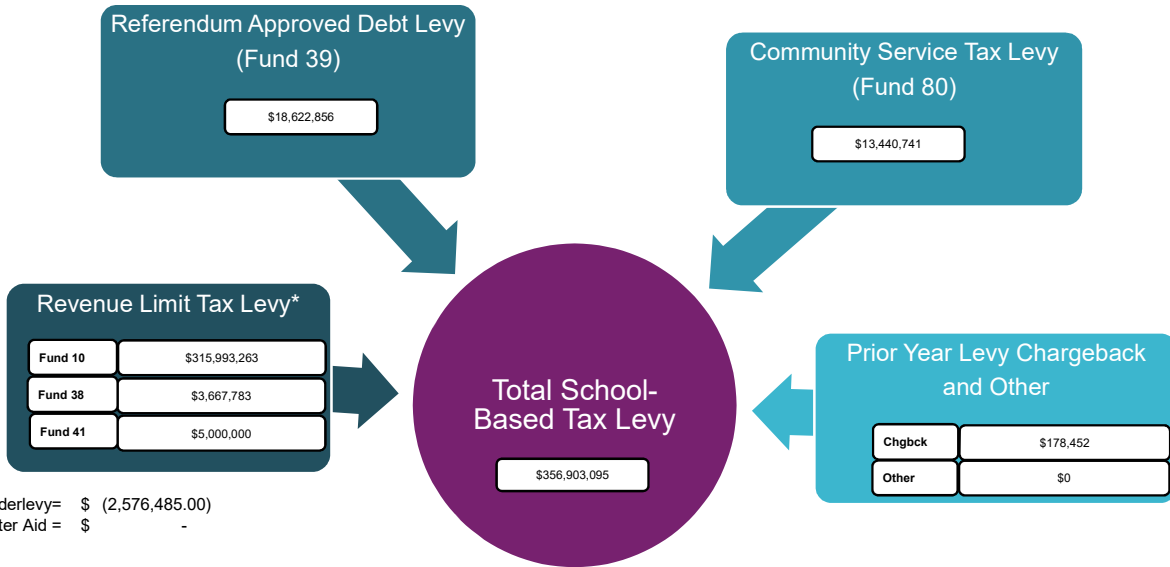 Referendum Approved Debt Levy
(Fund 39)
$18,622,856
Community Service Tax Levy
(Fund 80)
$13,440,741
Revenue Limit Tax Levy*
Fund 10 $315,993,263
Fund 38 $3,667,783
Fund 41 $5,000,000
Total School-
Based Tax Levy
$356,903,095
Prior Year Levy Chargeback
and Other
Chgbck $178,452
Other $0
derlevy= $ (2,576,485.00)
ter Aid = $ -